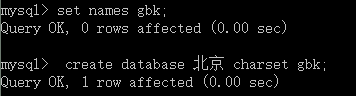 mysql> set names gbk;
Query OK, 0 rows affected (0.00 sec)
mysql>  create database 北京 charset gbk;
Query OK, 1 row affected (0.00 sec)